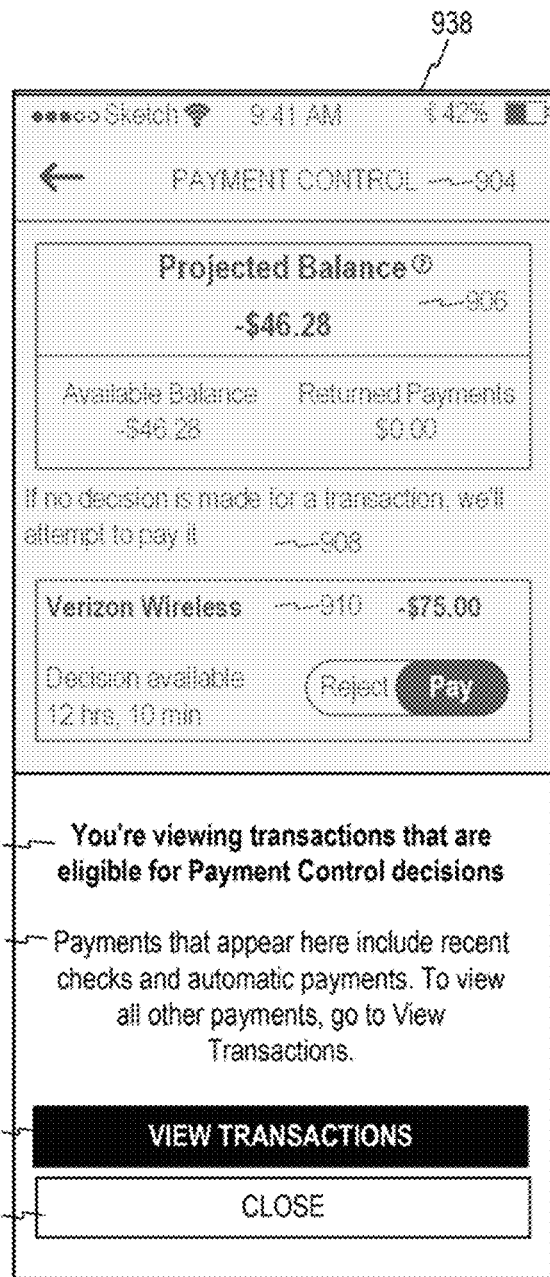 938
Sketch 9:41 AM 42%
← PAYMENT CONTROL 904
Projected Balance ?
906
-$46.28
Available Balance Returned Payments
-$46.28 $0.00
If no decision is made for a transaction, we'll
attempt to pay it 908
Verizon Wireless 910 -$75.00
Decision available Reject Pay
12 hrs, 10 min
You're viewing transactions that are
eligible for Payment Control decisions
Payments that appear here include recent
checks and automatic payments. To view
all other payments, go to View
Transactions.
VIEW TRANSACTIONS
CLOSE